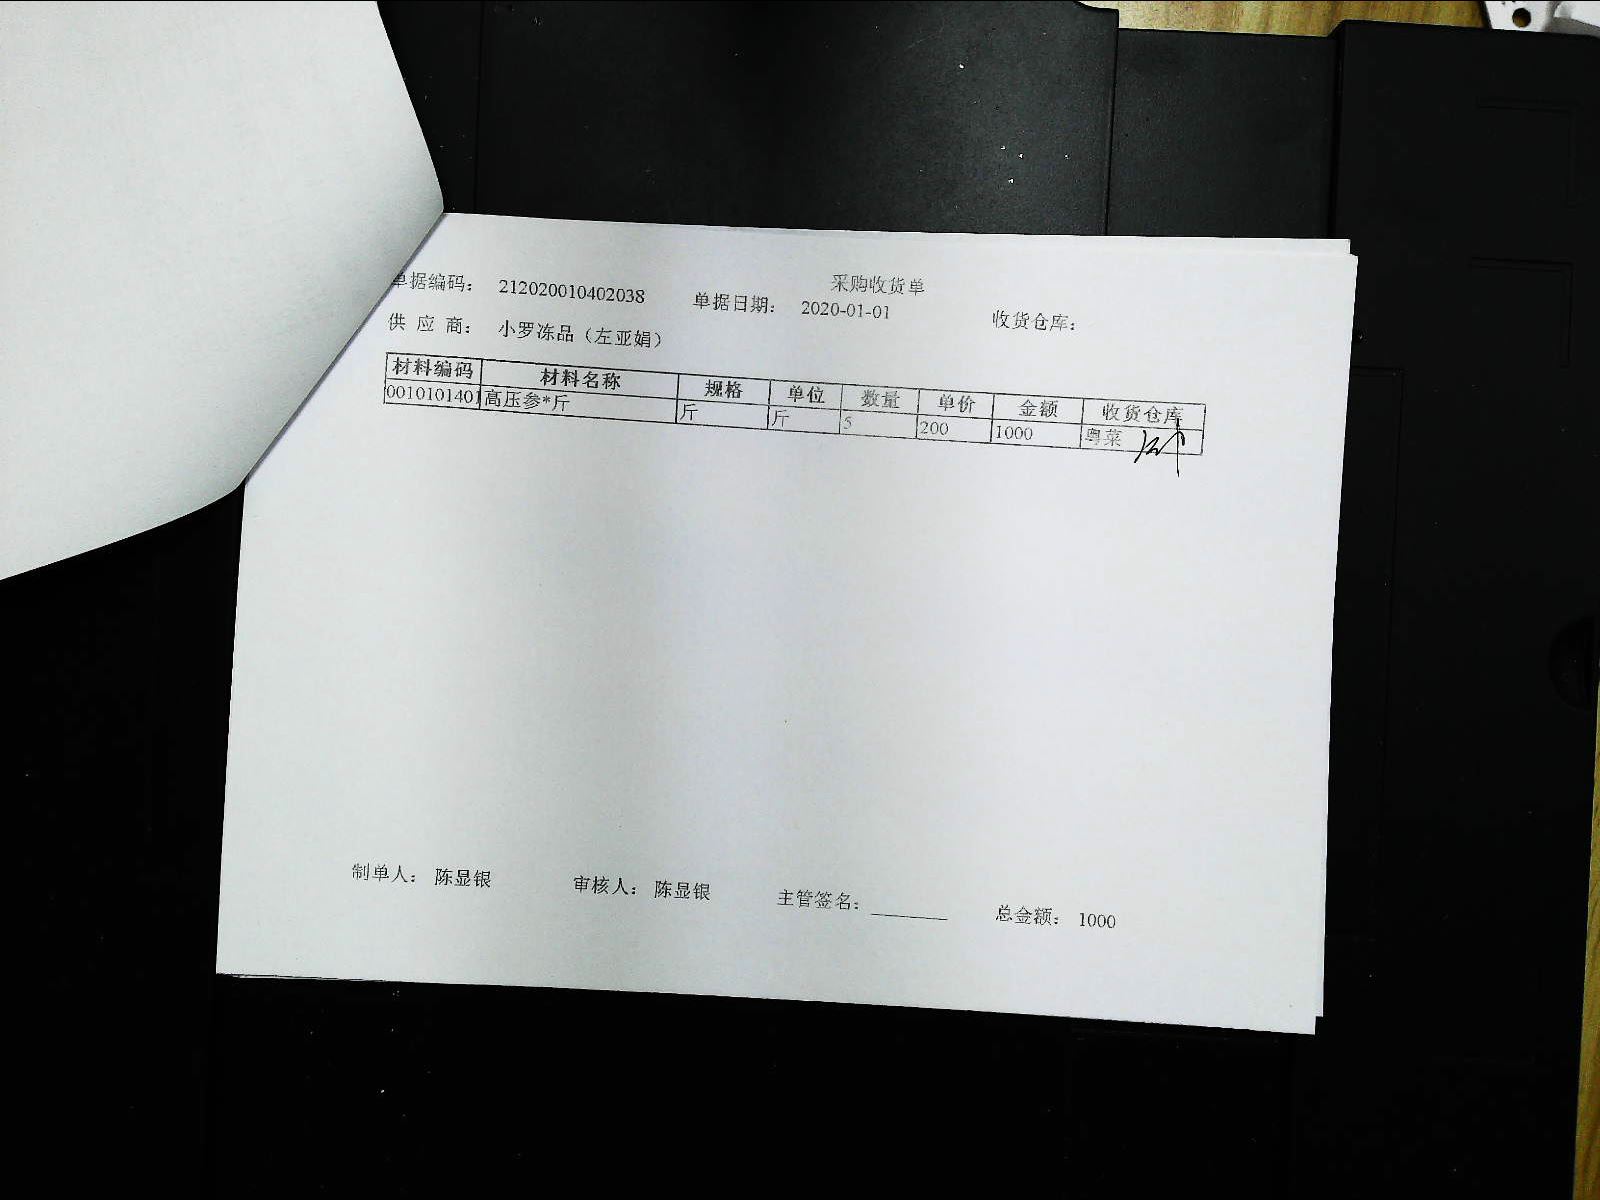 采购收货单
单据编码： 212020010402038 单据日期： 2020-01-01 收货仓库：
供 应 商： 小罗冻品（左亚娟）
材料编码 材料名称 规格 单位 数量 单价 金额 收货仓库
0010101401 高压参*斤 斤 斤 5 200 1000 粤菜
制单人： 陈显银 审核人： 陈显银 主管签名：________ 总金额： 1000